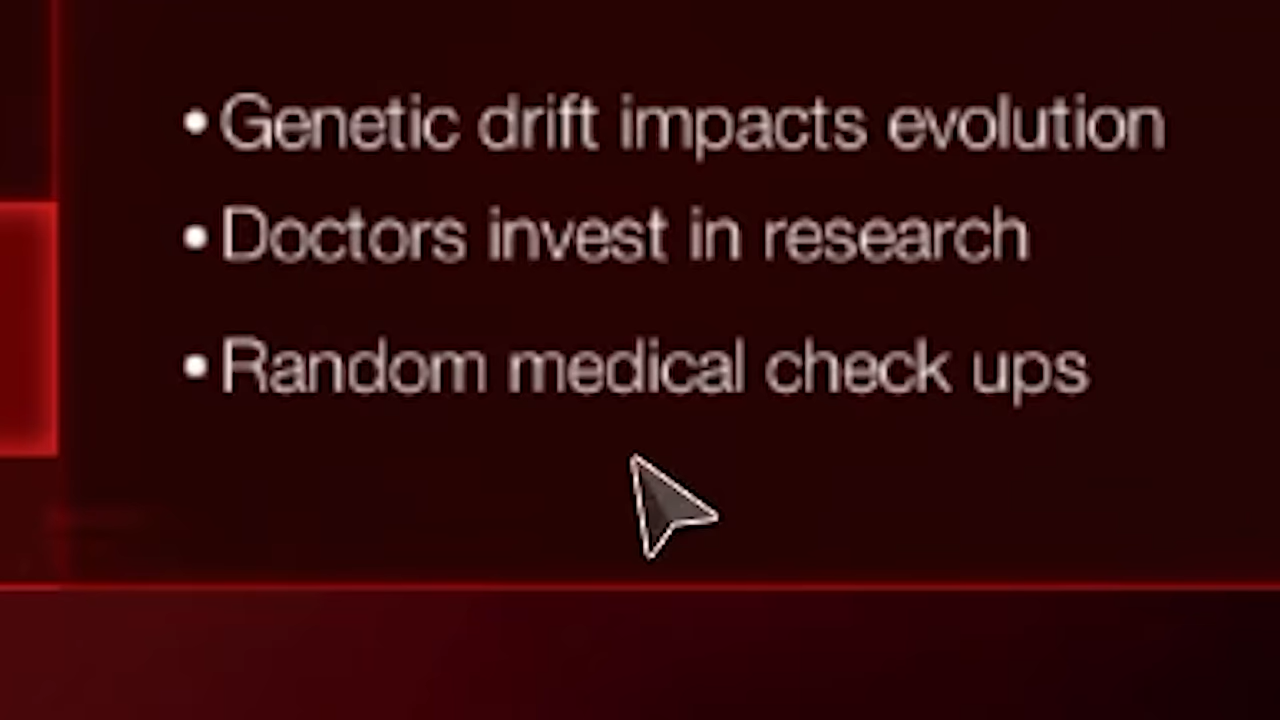 • Genetic drift impacts evolution
• Doctors invest in research
• Random medical check ups